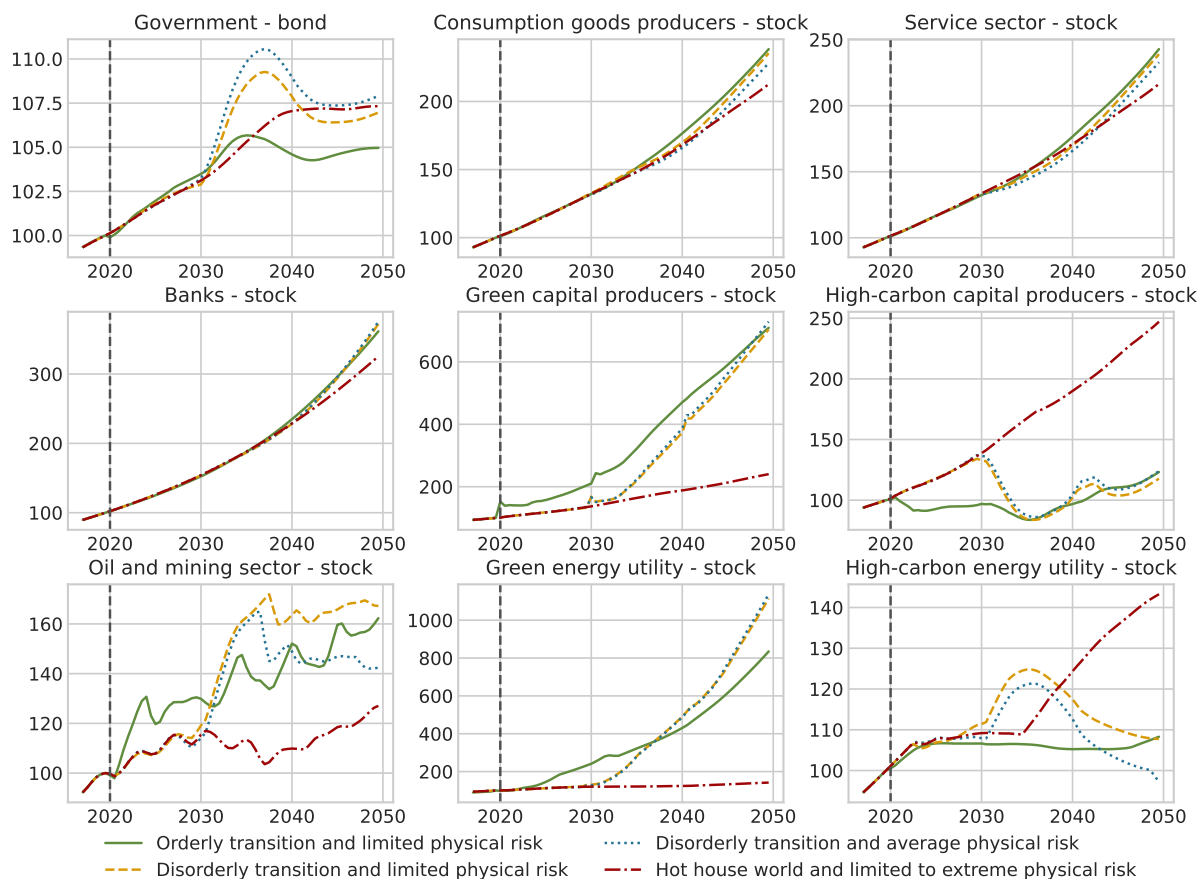 Government - bond
Consumption goods producers - stock
Service sector - stock
110.0
107.5
105.0
102.5
100.0
2020 2030 2040 2050
200
150
100
2020 2030 2040 2050
250
200
150
100
2020 2030 2040 2050
Banks - stock
Green capital producers - stock
High-carbon capital producers - stock
300
200
100
2020 2030 2040 2050
600
400
200
2020 2030 2040 2050
250
200
150
100
2020 2030 2040 2050
Oil and mining sector - stock
Green energy utility - stock
High-carbon energy utility - stock
160
140
120
100
2020 2030 2040 2050
1000
800
600
400
200
2020 2030 2040 2050
140
130
120
110
100
2020 2030 2040 2050
Orderly transition and limited physical risk
Disorderly transition and average physical risk
Disorderly transition and limited physical risk
Hot house world and limited to extreme physical risk